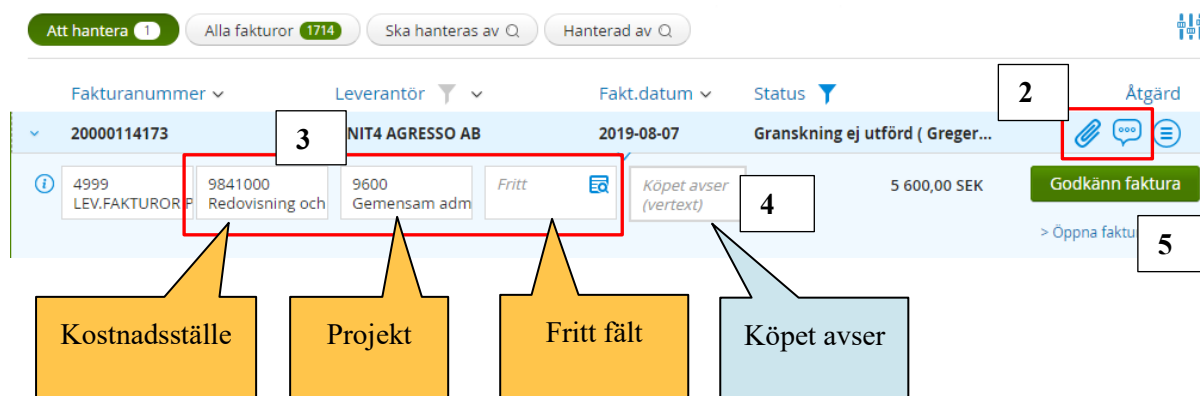 Att hantera 1 Alla fakturor 1714 Ska hanteras av Hanterad av
Fakturanummer Leverantör Fakt.datum Status 2 Åtgärd
20000114173 3 NIT4 AGRESSO AB 2019-08-07 Granskning ej utförd ( Greger...
4999 9841000 9600 Fritt Köpet avser 5 600,00 SEK Godkänn faktura
LEV.FAKTUROR P Redovisning och Gemensam adm (vertext) 4
> Öppna faktu 5
Kostnadsställe Projekt Fritt fält Köpet avser